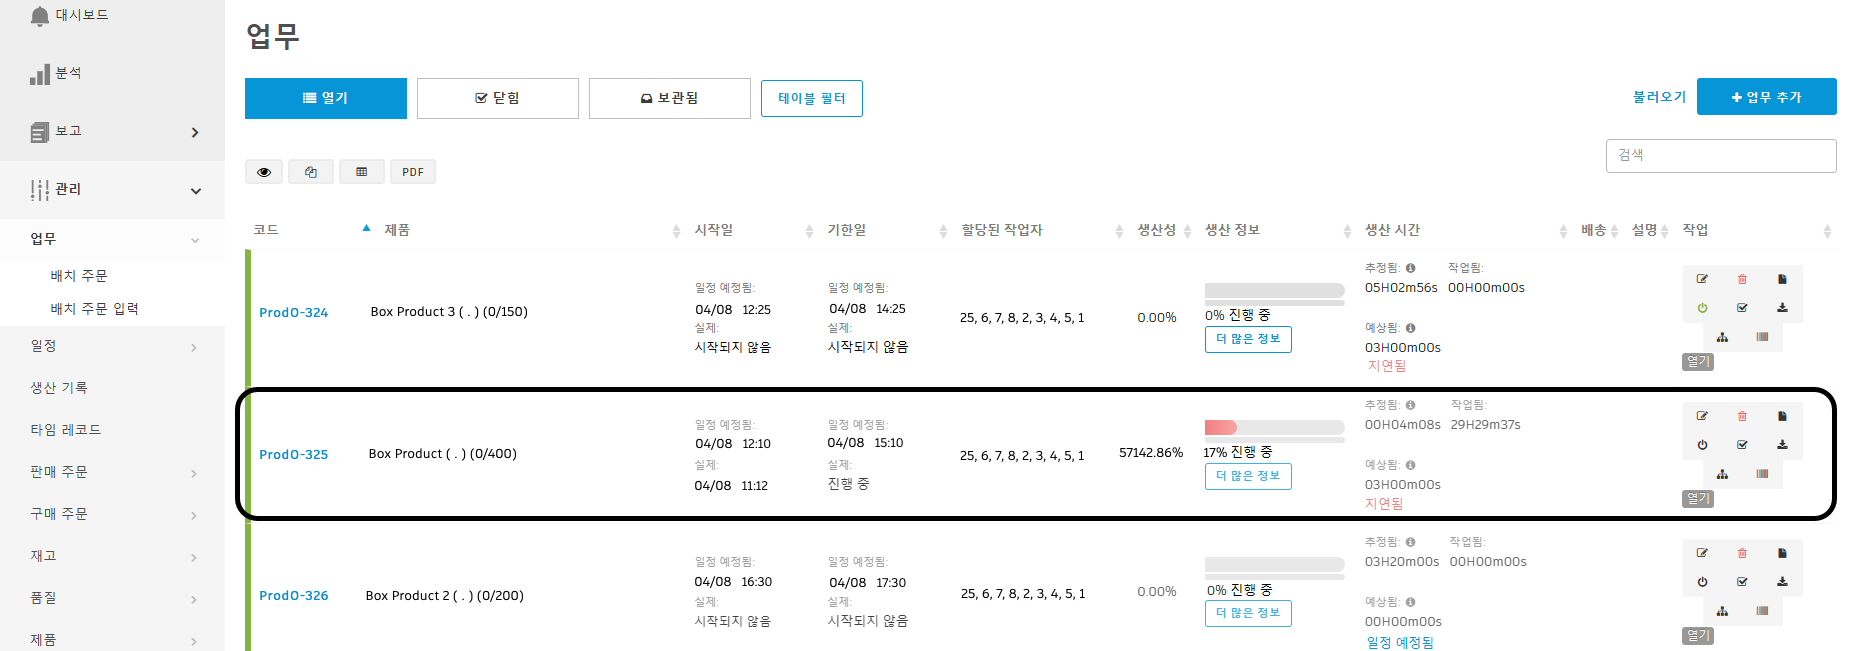 대시보드
분석
보고
관리
업무
배치 주문
배치 주문 입력
일정
생산 기록
타임 레코드
판매 주문
구매 주문
재고
품질
제품
업무
열기 닫힘 보관됨 테이블 필터 불러오기 + 업무 추가
검색
PDF
코드 제품 시작일 기한일 할당된 작업자 생산성 생산 정보 생산 시간 배송 설명 작업
ProdO-324
Box Product 3 ( . ) (0/150)
일정 예정됨:
04/08 12:25
실제:
시작되지 않음
일정 예정됨:
04/08 14:25
실제:
시작되지 않음
25, 6, 7, 8, 2, 3, 4, 5, 1
0.00%
0% 진행 중
더 많은 정보
추정됨: 작업됨:
05H02m56s 00H00m00s
예상됨:
03H00m00s
지연됨
열기
ProdO-325
Box Product ( . ) (0/400)
일정 예정됨:
04/08 12:10
실제:
04/08 11:12
일정 예정됨:
04/08 15:10
실제:
진행 중
25, 6, 7, 8, 2, 3, 4, 5, 1
57142.86%
17% 진행 중
더 많은 정보
추정됨: 작업됨:
00H04m08s 29H29m37s
예상됨:
03H00m00s
지연됨
열기
ProdO-326
Box Product 2 ( . ) (0/200)
일정 예정됨:
04/08 16:30
실제:
시작되지 않음
일정 예정됨:
04/08 17:30
실제:
시작되지 않음
25, 6, 7, 8, 2, 3, 4, 5, 1
0.00%
0% 진행 중
더 많은 정보
추정됨: 작업됨:
03H20m00s 00H00m00s
예상됨:
00H00m00s
일정 예정됨
열기